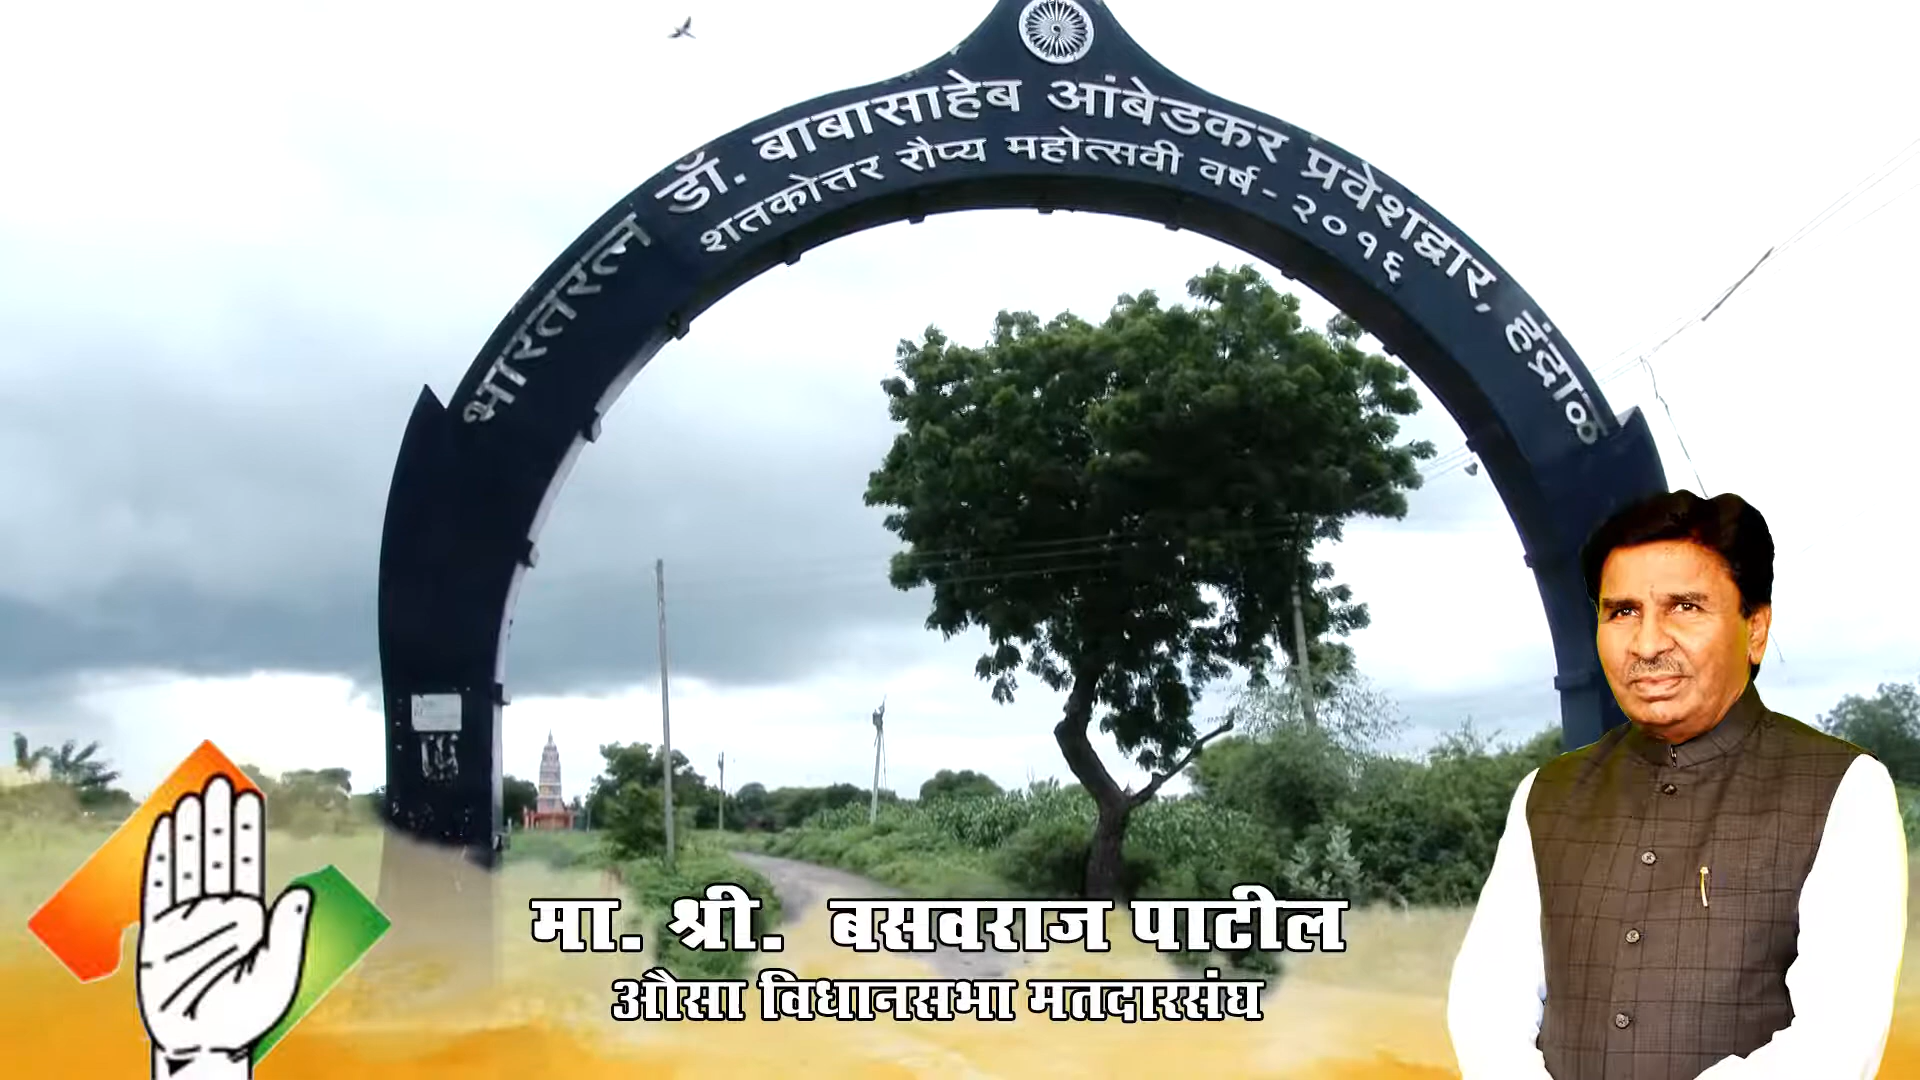 भारतरत्न डॉ. बाबासाहेब आंबेडकर प्रवेशद्वार, हंद्राळ
शतकोत्तर रौप्य महोत्सवी वर्ष - २०१६
मा. श्री. बसवराज पाटील
औसा विधानसभा मतदारसंघ